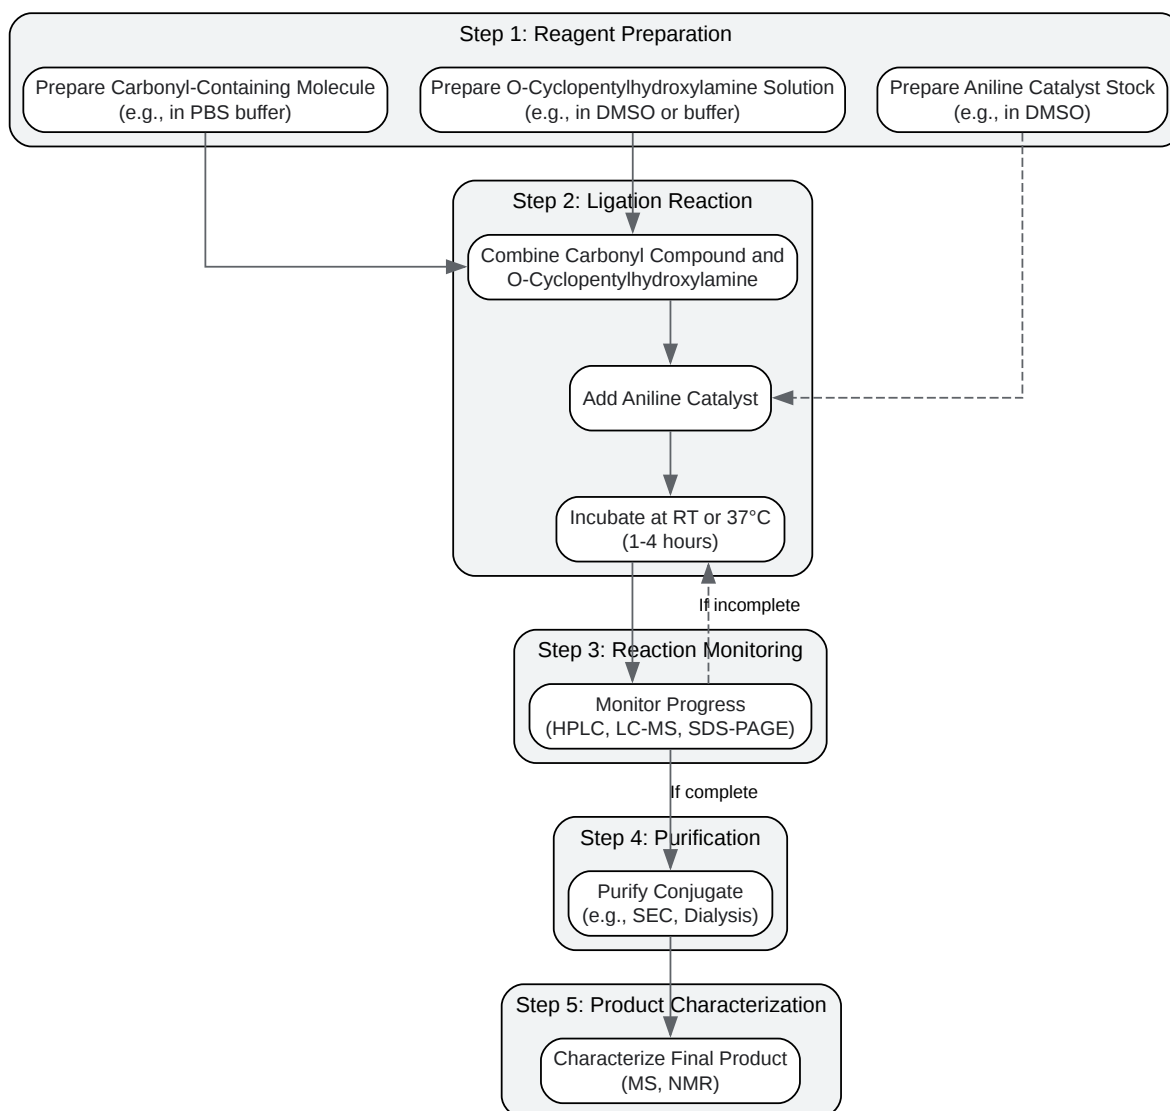 Step 1: Reagent Preparation
Prepare Carbonyl-Containing Molecule
(e.g., in PBS buffer)
Prepare O-Cyclopentylhydroxylamine Solution
(e.g., in DMSO or buffer)
Prepare Aniline Catalyst Stock
(e.g., in DMSO)
Step 2: Ligation Reaction
Combine Carbonyl Compound and
O-Cyclopentylhydroxylamine
Add Aniline Catalyst
Incubate at RT or 37°C
(1-4 hours)
If incomplete
Step 3: Reaction Monitoring
Monitor Progress
(HPLC, LC-MS, SDS-PAGE)
If complete
Step 4: Purification
Purify Conjugate
(e.g., SEC, Dialysis)
Step 5: Product Characterization
Characterize Final Product
(MS, NMR)